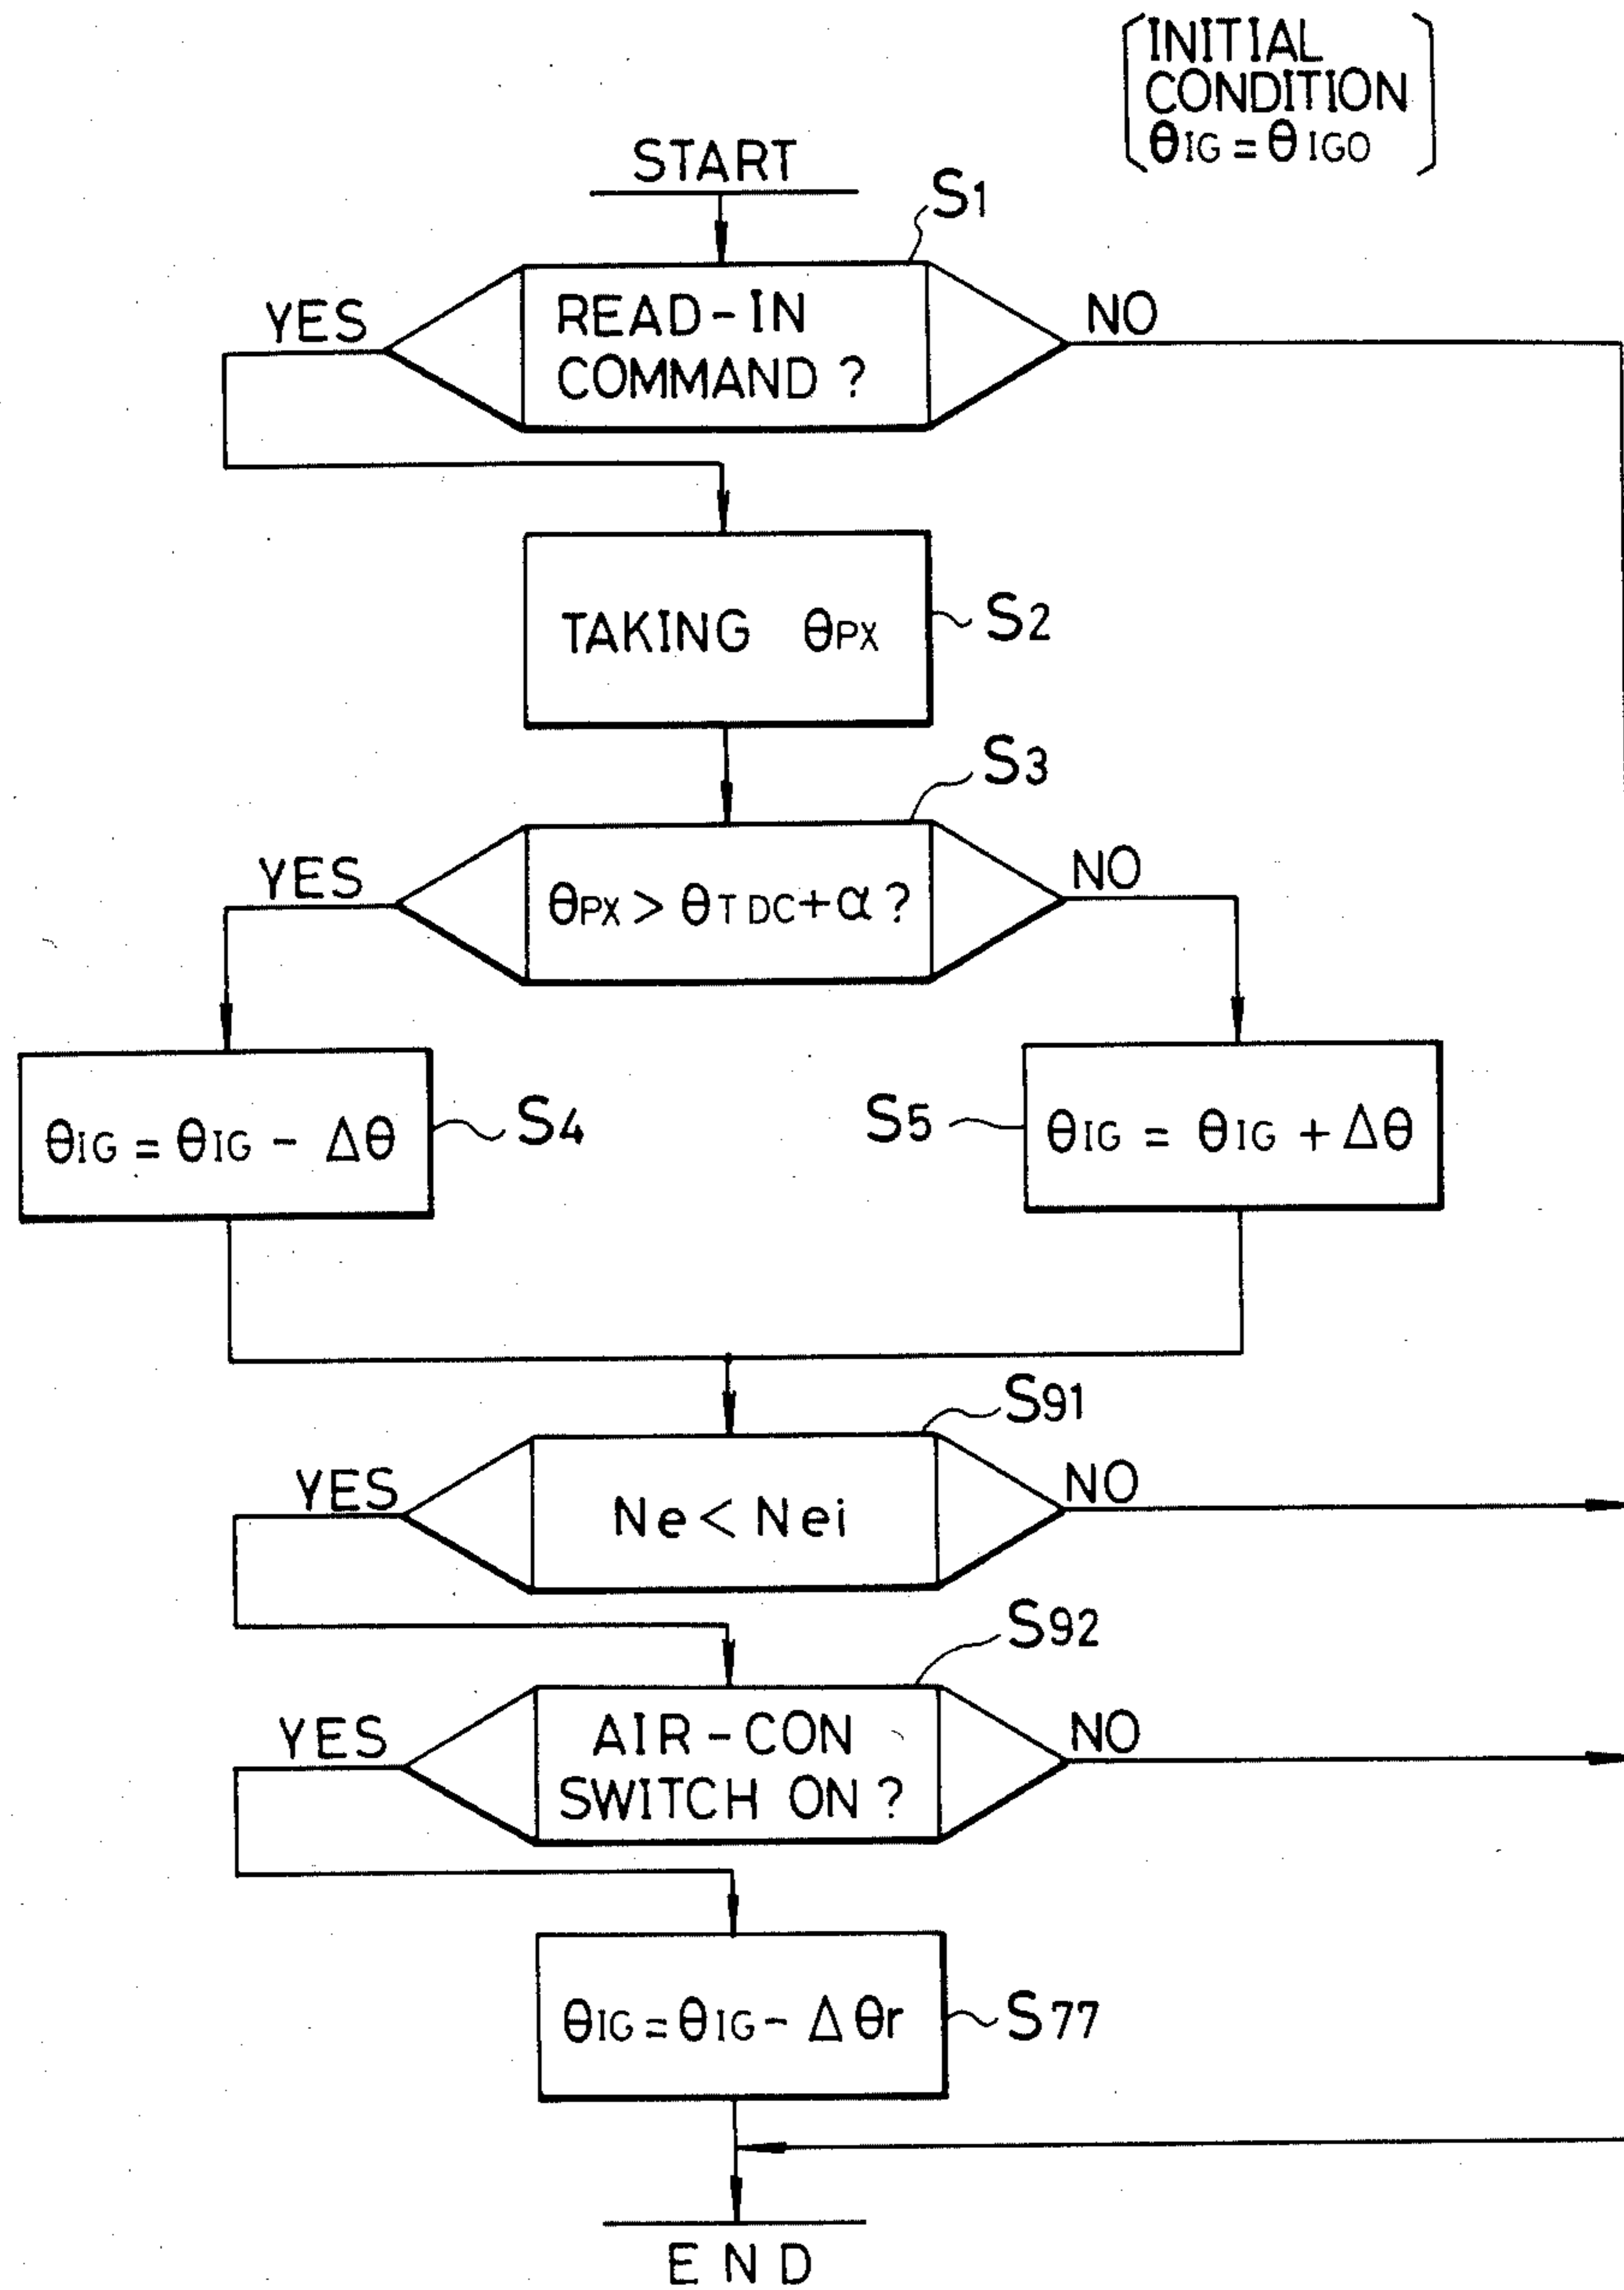 INITIAL
CONDITION
θIG = θIGO
START
S1
YES
READ-IN
COMMAND ?
NO
TAKING θPX
S2
S3
YES
θPX > θTDC+α ?
NO
θIG = θIG - Δθ
S4
S5
θIG = θIG + Δθ
S91
YES
Ne < Nei
NO
S92
YES
AIR-CON
SWITCH ON ?
NO
θIG = θIG - Δθr
S77
END